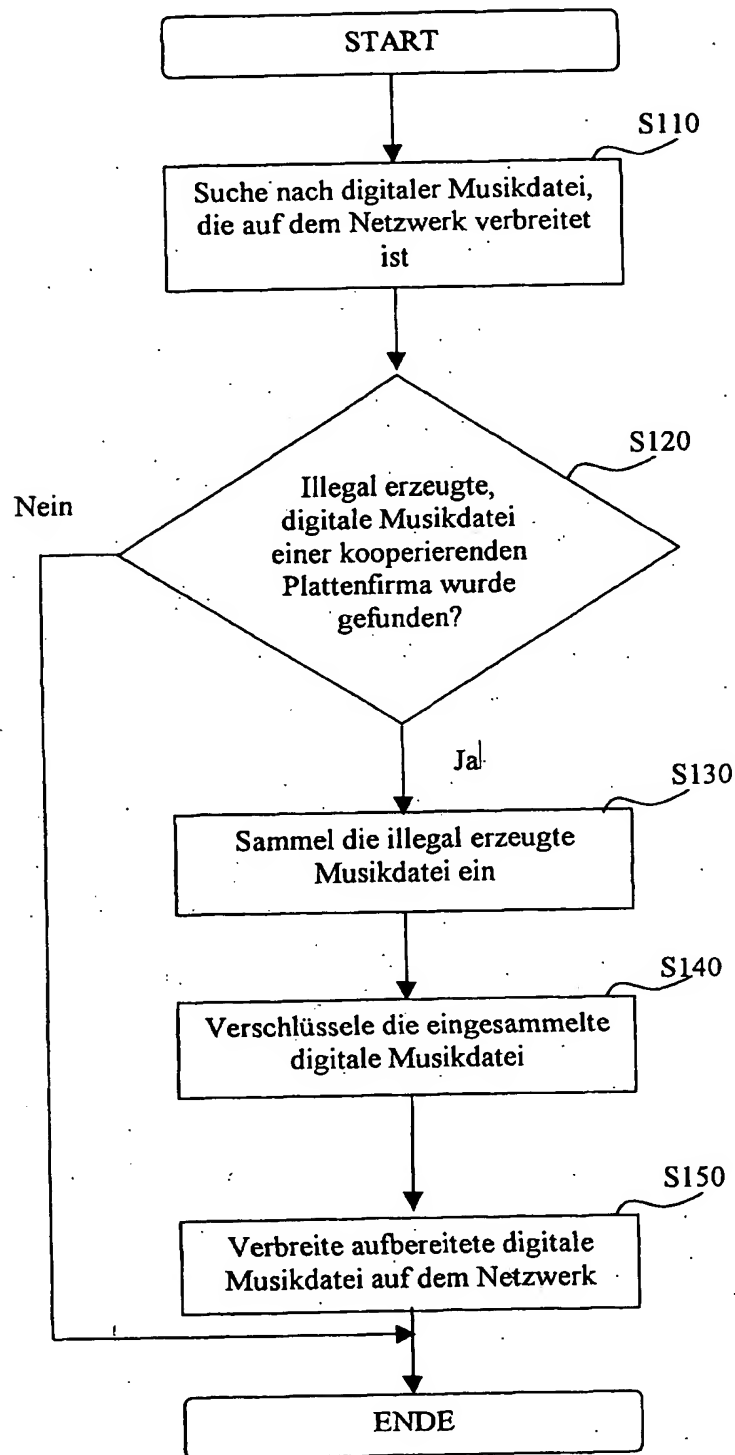 START
S110
Suche nach digitaler Musikdatei,
die auf dem Netzwerk verbreitet
ist
S120
Nein
Illegal erzeugte,
digitale Musikdatei
einer kooperierenden
Plattenfirma wurde
gefunden?
Ja
S130
Sammel die illegal erzeugte
Musikdatei ein
S140
Verschlüssele die eingesammelte
digitale Musikdatei
S150
Verbreite aufbereitete digitale
Musikdatei auf dem Netzwerk
ENDE